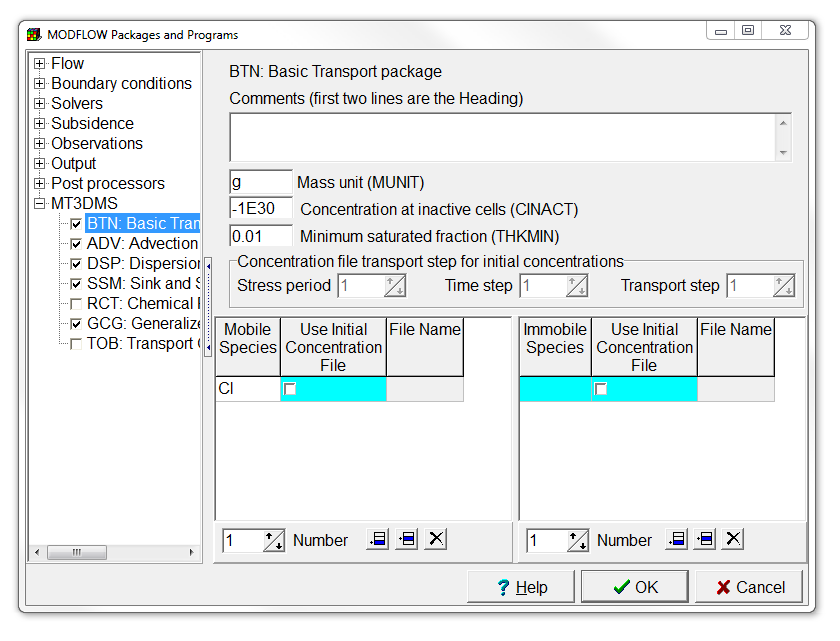 MODFLOW Packages and Programs
Flow
Boundary conditions
Solvers
Subsidence
Observations
Output
Post processors
MT3DMS
BTN: Basic Tran
ADV: Advection
DSP: Dispersion
SSM: Sink and S
RCT: Chemical
GCG: Generalize
TOB: Transport
BTN: Basic Transport package
Comments (first two lines are the Heading)
g Mass unit (MUNIT)
-1E30 Concentration at inactive cells (CINACT)
0.01 Minimum saturated fraction (THKMIN)
Concentration file transport step for initial concentrations
Stress period 1 Time step 1 Transport step 1
Mobile Species
Use Initial Concentration File
File Name
Cl
1 Number
Immobile Species
Use Initial Concentration File
File Name
1 Number
? Help
OK
Cancel